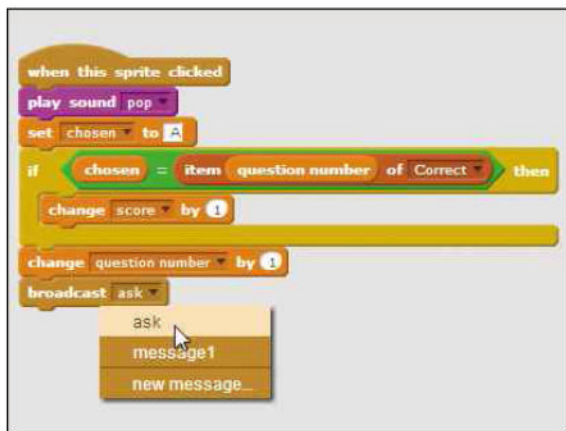 when this sprite clicked
play sound pop
set chosen to A
if chosen = item question number of Correct then
change score by 1
change question number by 1
broadcast ask
ask
message1
new message...